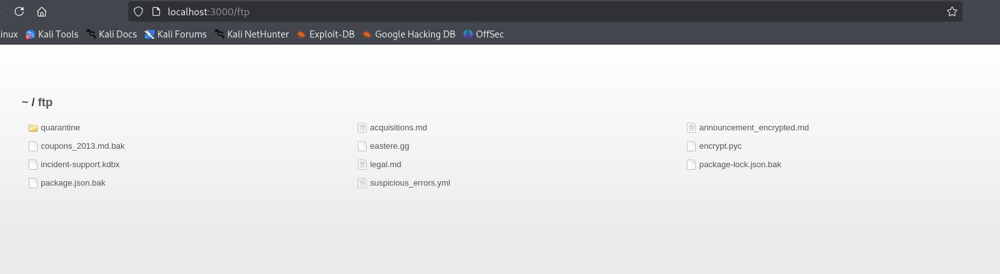 localhost:3000/ftp
inux Kali Tools Kali Docs Kali Forums Kali NetHunter Exploit-DB Google Hacking DB OffSec
~ / ftp
quarantine acquisitions.md announcement_encrypted.md
coupons_2013.md.bak eastere.gg encrypt.pyc
incident-support.kdbx legal.md package-lock.json.bak
package.json.bak suspicious_errors.yml